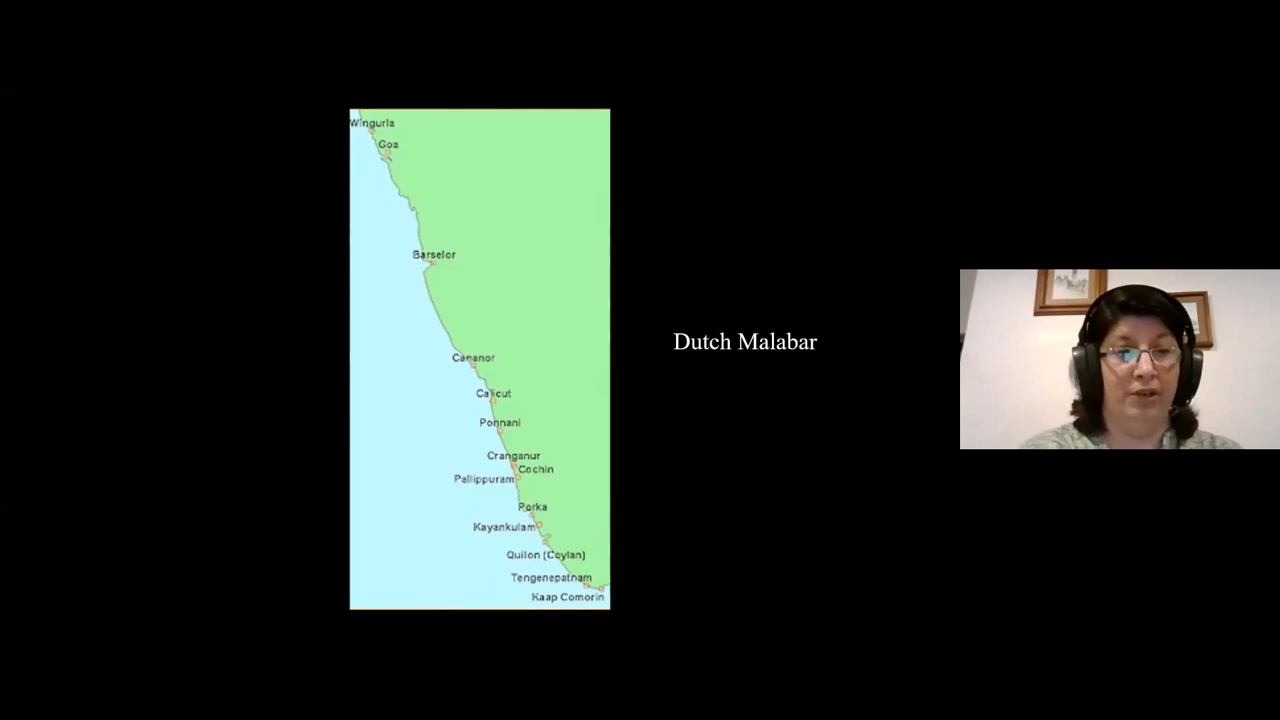 Wingurla
Goa
Barselor
Cananor
Calicut
Ponnani
Cranganur
Cochin
Pallippuram
Porka
Kayankulam
Quilon (Coylan)
Tengenepatnam
Kaap Comorin
Dutch Malabar